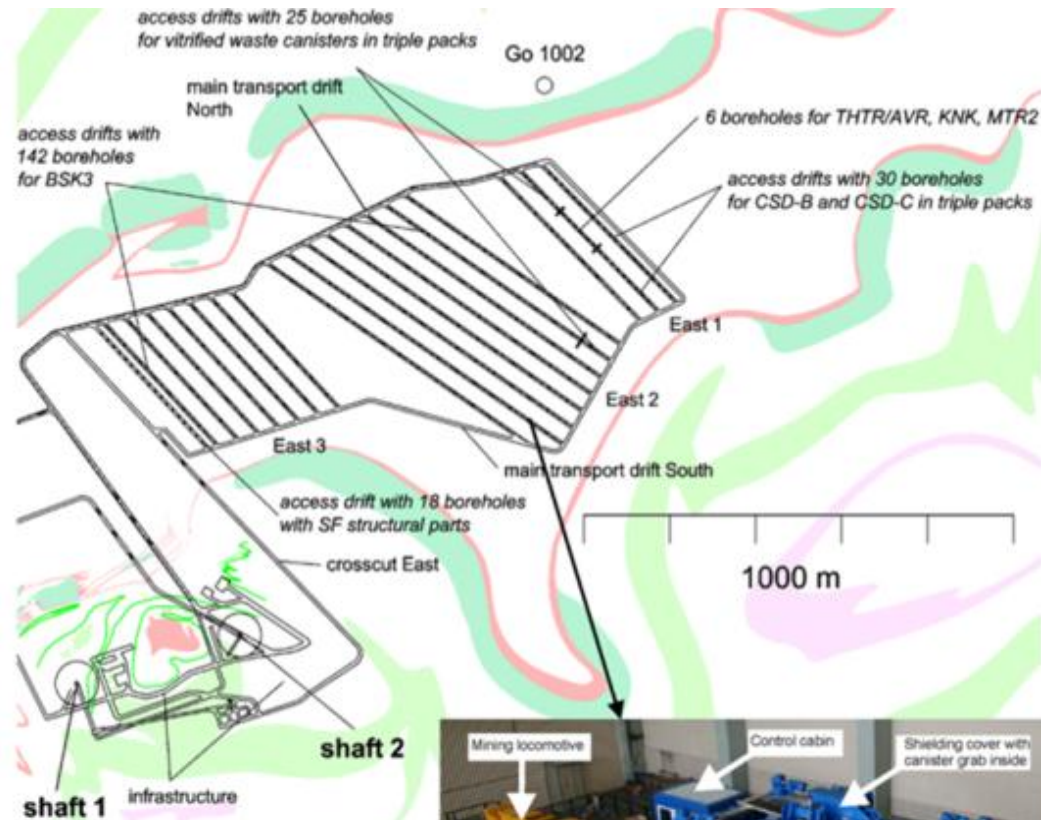 access drifts with 25 boreholes
for vitrified waste canisters in triple packs
Go 1002
main transport drift
North
6 boreholes for THTR/AVR, KNK, MTR2
access drifts with
142 boreholes
for BSK3
access drifts with 30 boreholes
for CSD-B and CSD-C in triple packs
East 1
East 2
East 3
main transport drift South
access drift with 18 boreholes
with SF structural parts
crosscut East
1000 m
shaft 2
shaft 1
infrastructure
Mining locomotive
Control cabin
Shielding cover with
canister grab inside